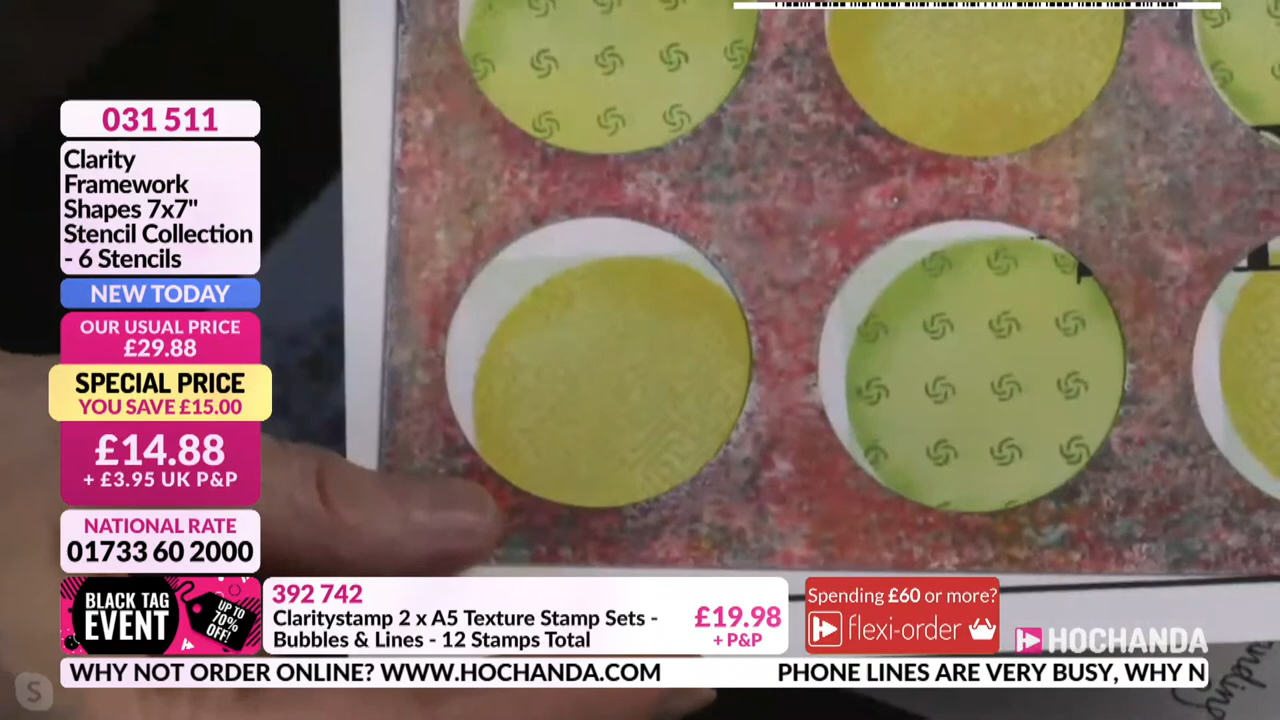 031 511
Clarity
Framework
Shapes 7x7"
Stencil Collection
- 6 Stencils
NEW TODAY
OUR USUAL PRICE
£29.88
SPECIAL PRICE
YOU SAVE £15.00
£14.88
+ £3.95 UK P&P
NATIONAL RATE
01733 60 2000
BLACK TAG
EVENT
UP TO
70%
OFF!
392 742
Claritystamp 2 x A5 Texture Stamp Sets -
Bubbles & Lines - 12 Stamps Total
£19.98
+ P&P
Spending £60 or more?
flexi-order
HOCHANDA
WHY NOT ORDER ONLINE? WWW.HOCHANDA.COM
PHONE LINES ARE VERY BUSY, WHY N
S